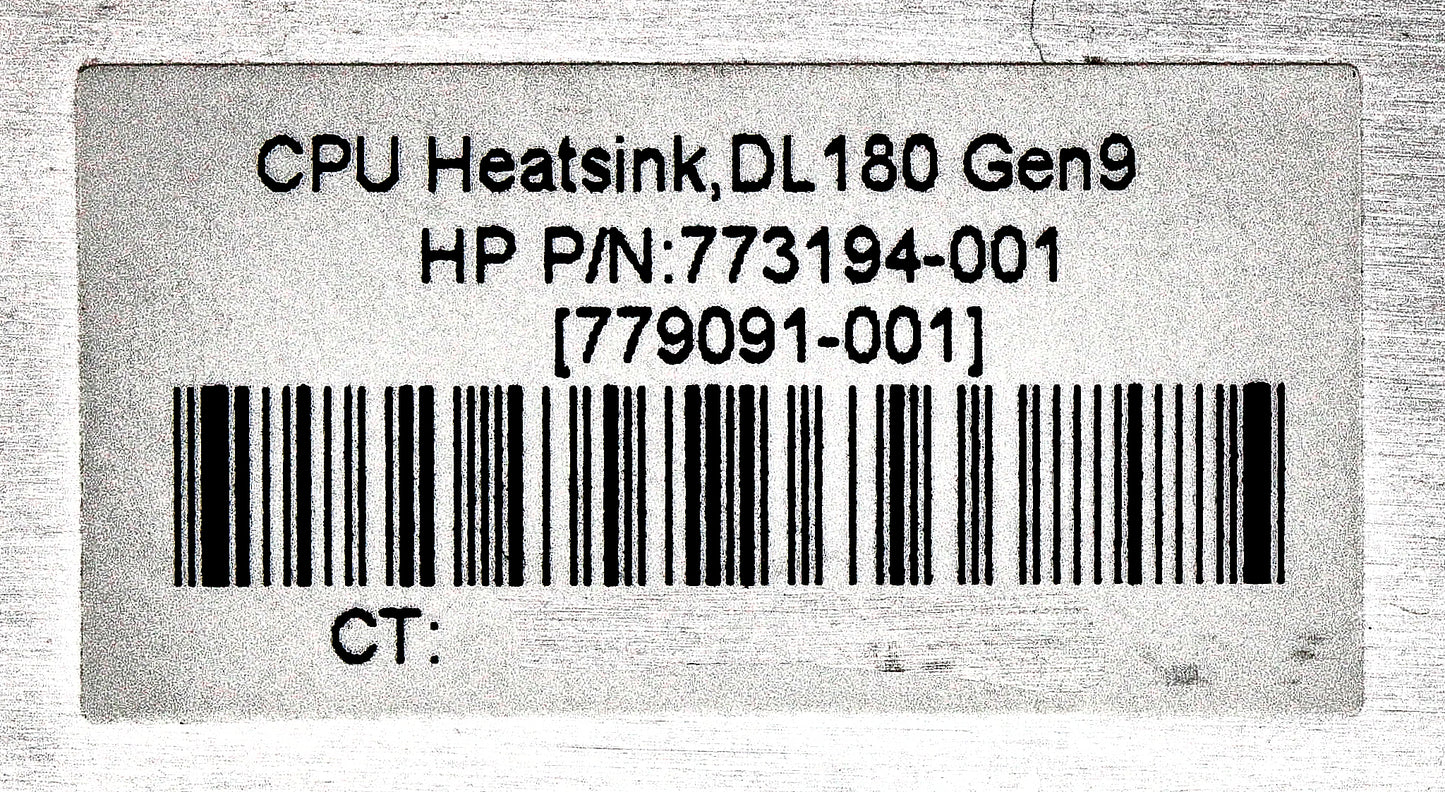 CPU Heatsink,DL180 Gen9
HP P/N:773194-001
[779091-001]
CT: